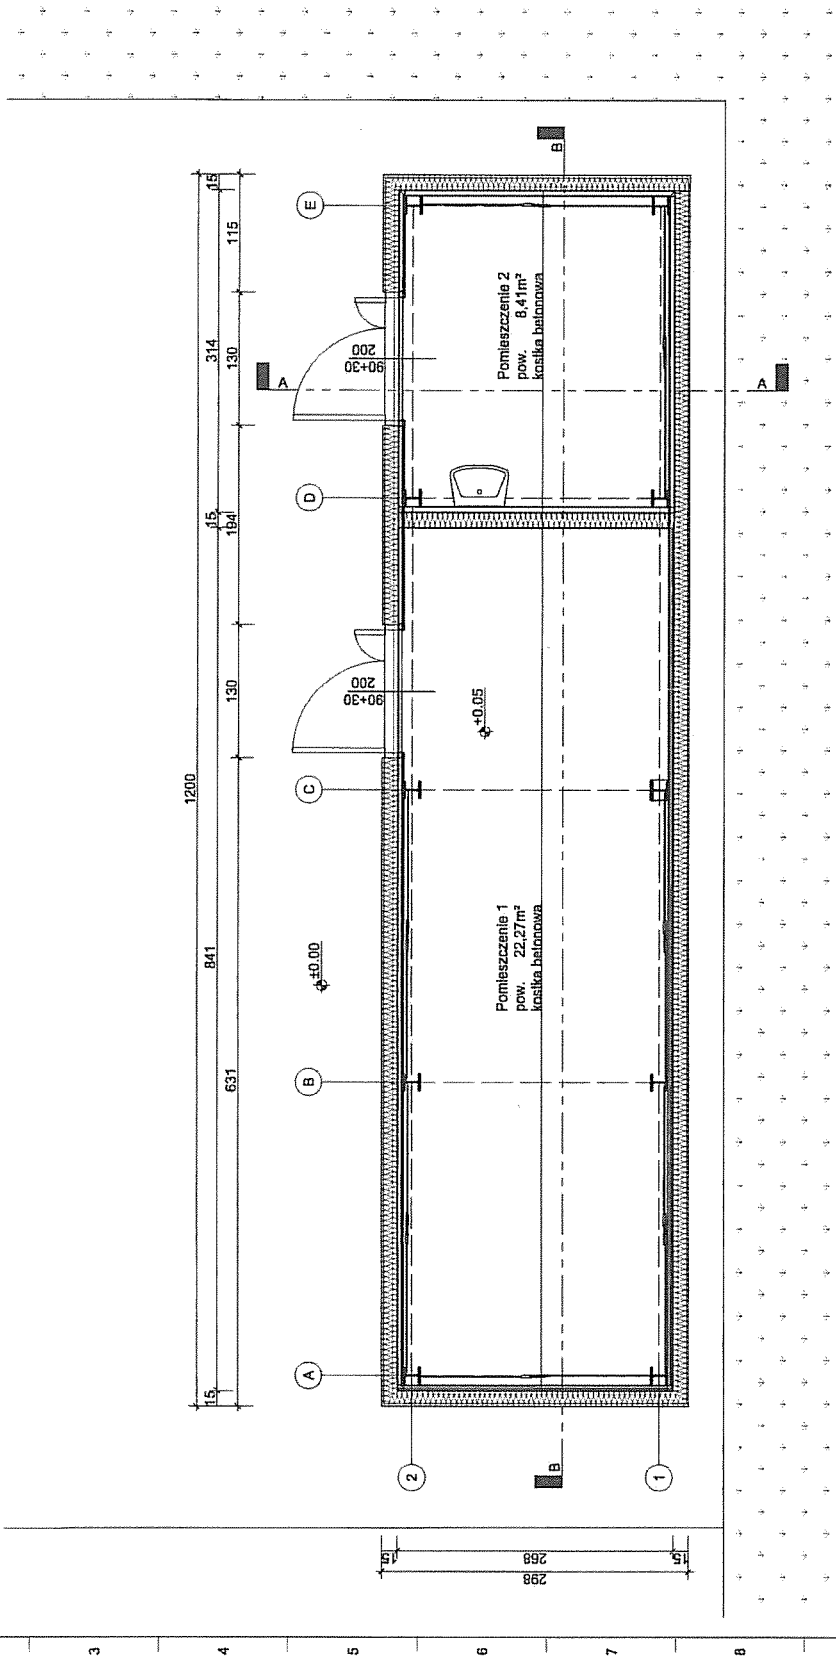 1200
15
841
15
314
15
631
130
194
130
115
A
B
C
D
E
±0.00
90+30
200
90+30
200
A
A
Pomieszczenie 1
pow. 22,27m²
kostka betonowa
+0.05
Pomieszczenie 2
pow. 8,41m²
kostka betonowa
B
B
2
1
15
268
15
298
3
4
5
6
7
8